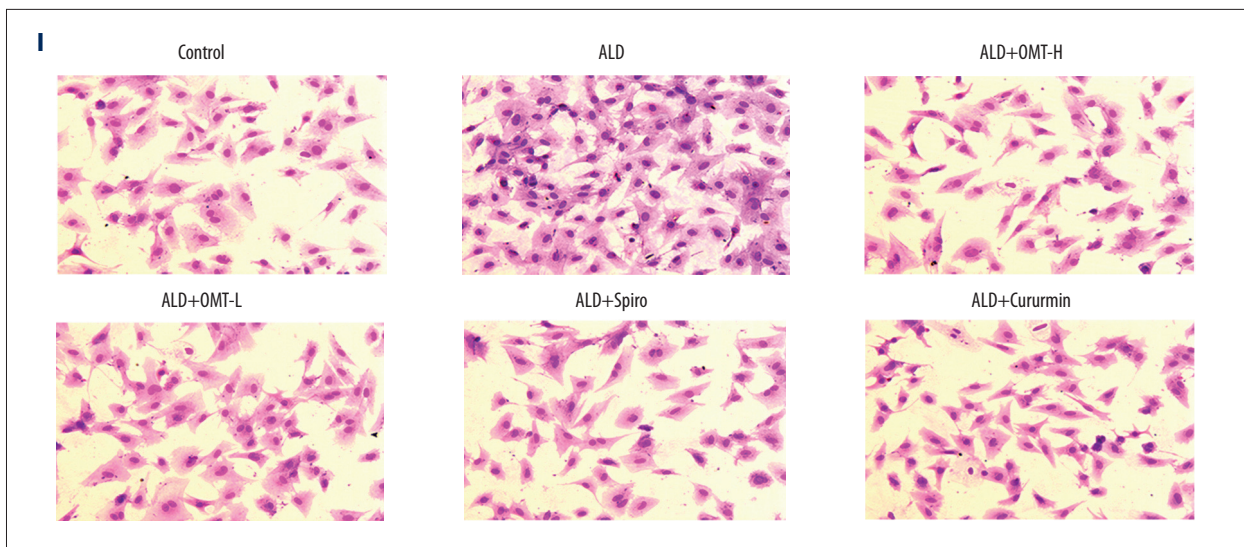 I
Control
ALD
ALD+OMT-H
ALD+OMT-L
ALD+Spiro
ALD+Cururmin